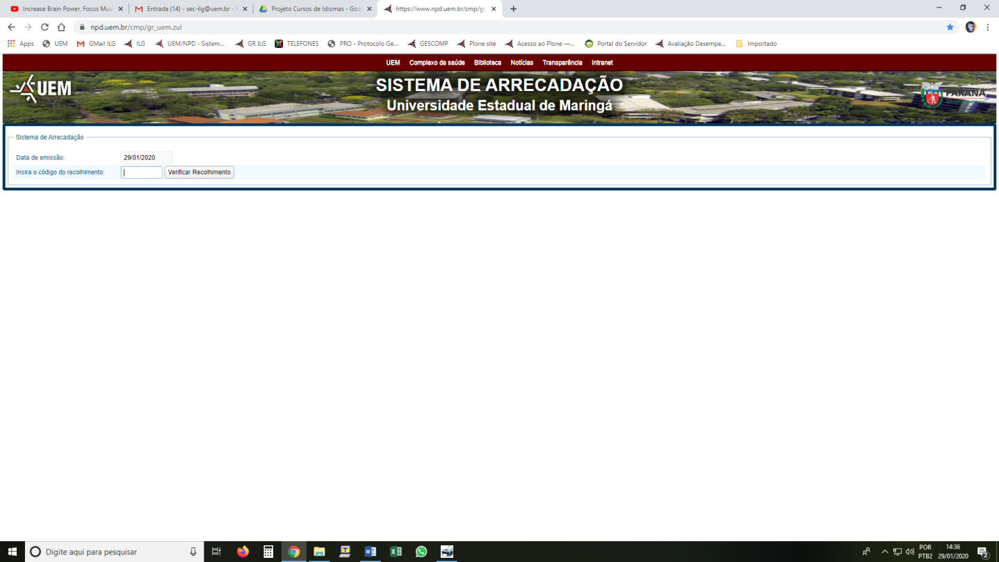 Increase Brain Power, Focus Mus
Entrada (14) - sec-ilg@uem.br - E
Projeto Cursos de Idiomas - Goo
https://www.npd.uem.br/cmp/gr
npd.uem.br/cmp/gr_uem.zul
Apps UEM GMail ILG ILG UEM/NPD - Sistem... GR ILG TELEFONES PRO - Protocolo Ge... GESCOMP Plone site Acesso ao Plone —... Portal do Servidor Avaliação Desempe... Importado
UEM Complexo da saúde Biblioteca Notícias Transparência Intranet
UEM
SISTEMA DE ARRECADAÇÃO
Universidade Estadual de Maringá
PARANÁ
Sistema de Arrecadação
Data de emissão: 29/01/2020
Insira o código do recolhimento: Verificar Recolhimento
Digite aqui para pesquisar
POR 14:36
PTB2 29/01/2020
2